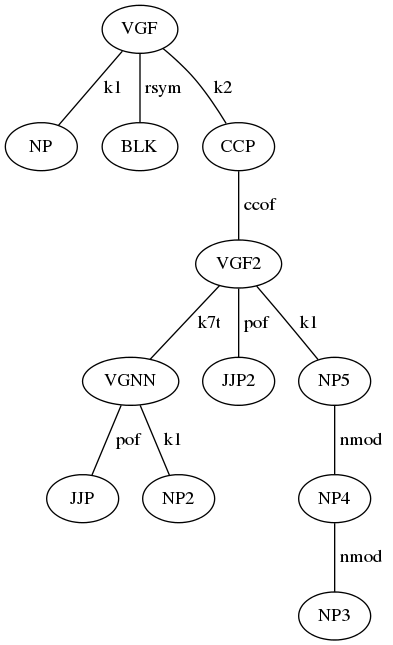 VGF
k1 rsym k2
NP BLK CCP
ccof
VGF2
k7t pof k1
VGNN JJP2 NP5
pof k1 nmod
JJP NP2 NP4
nmod
NP3